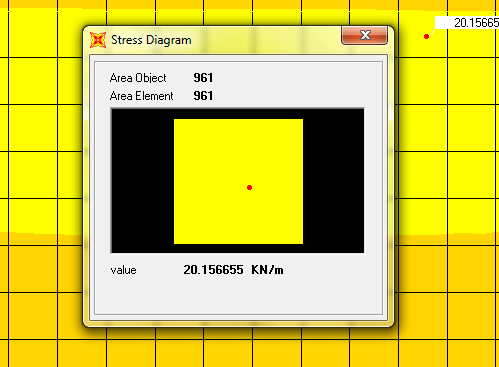 20.15665
Stress Diagram
Area Object 961
Area Element 961
value 20.156655 KN/m